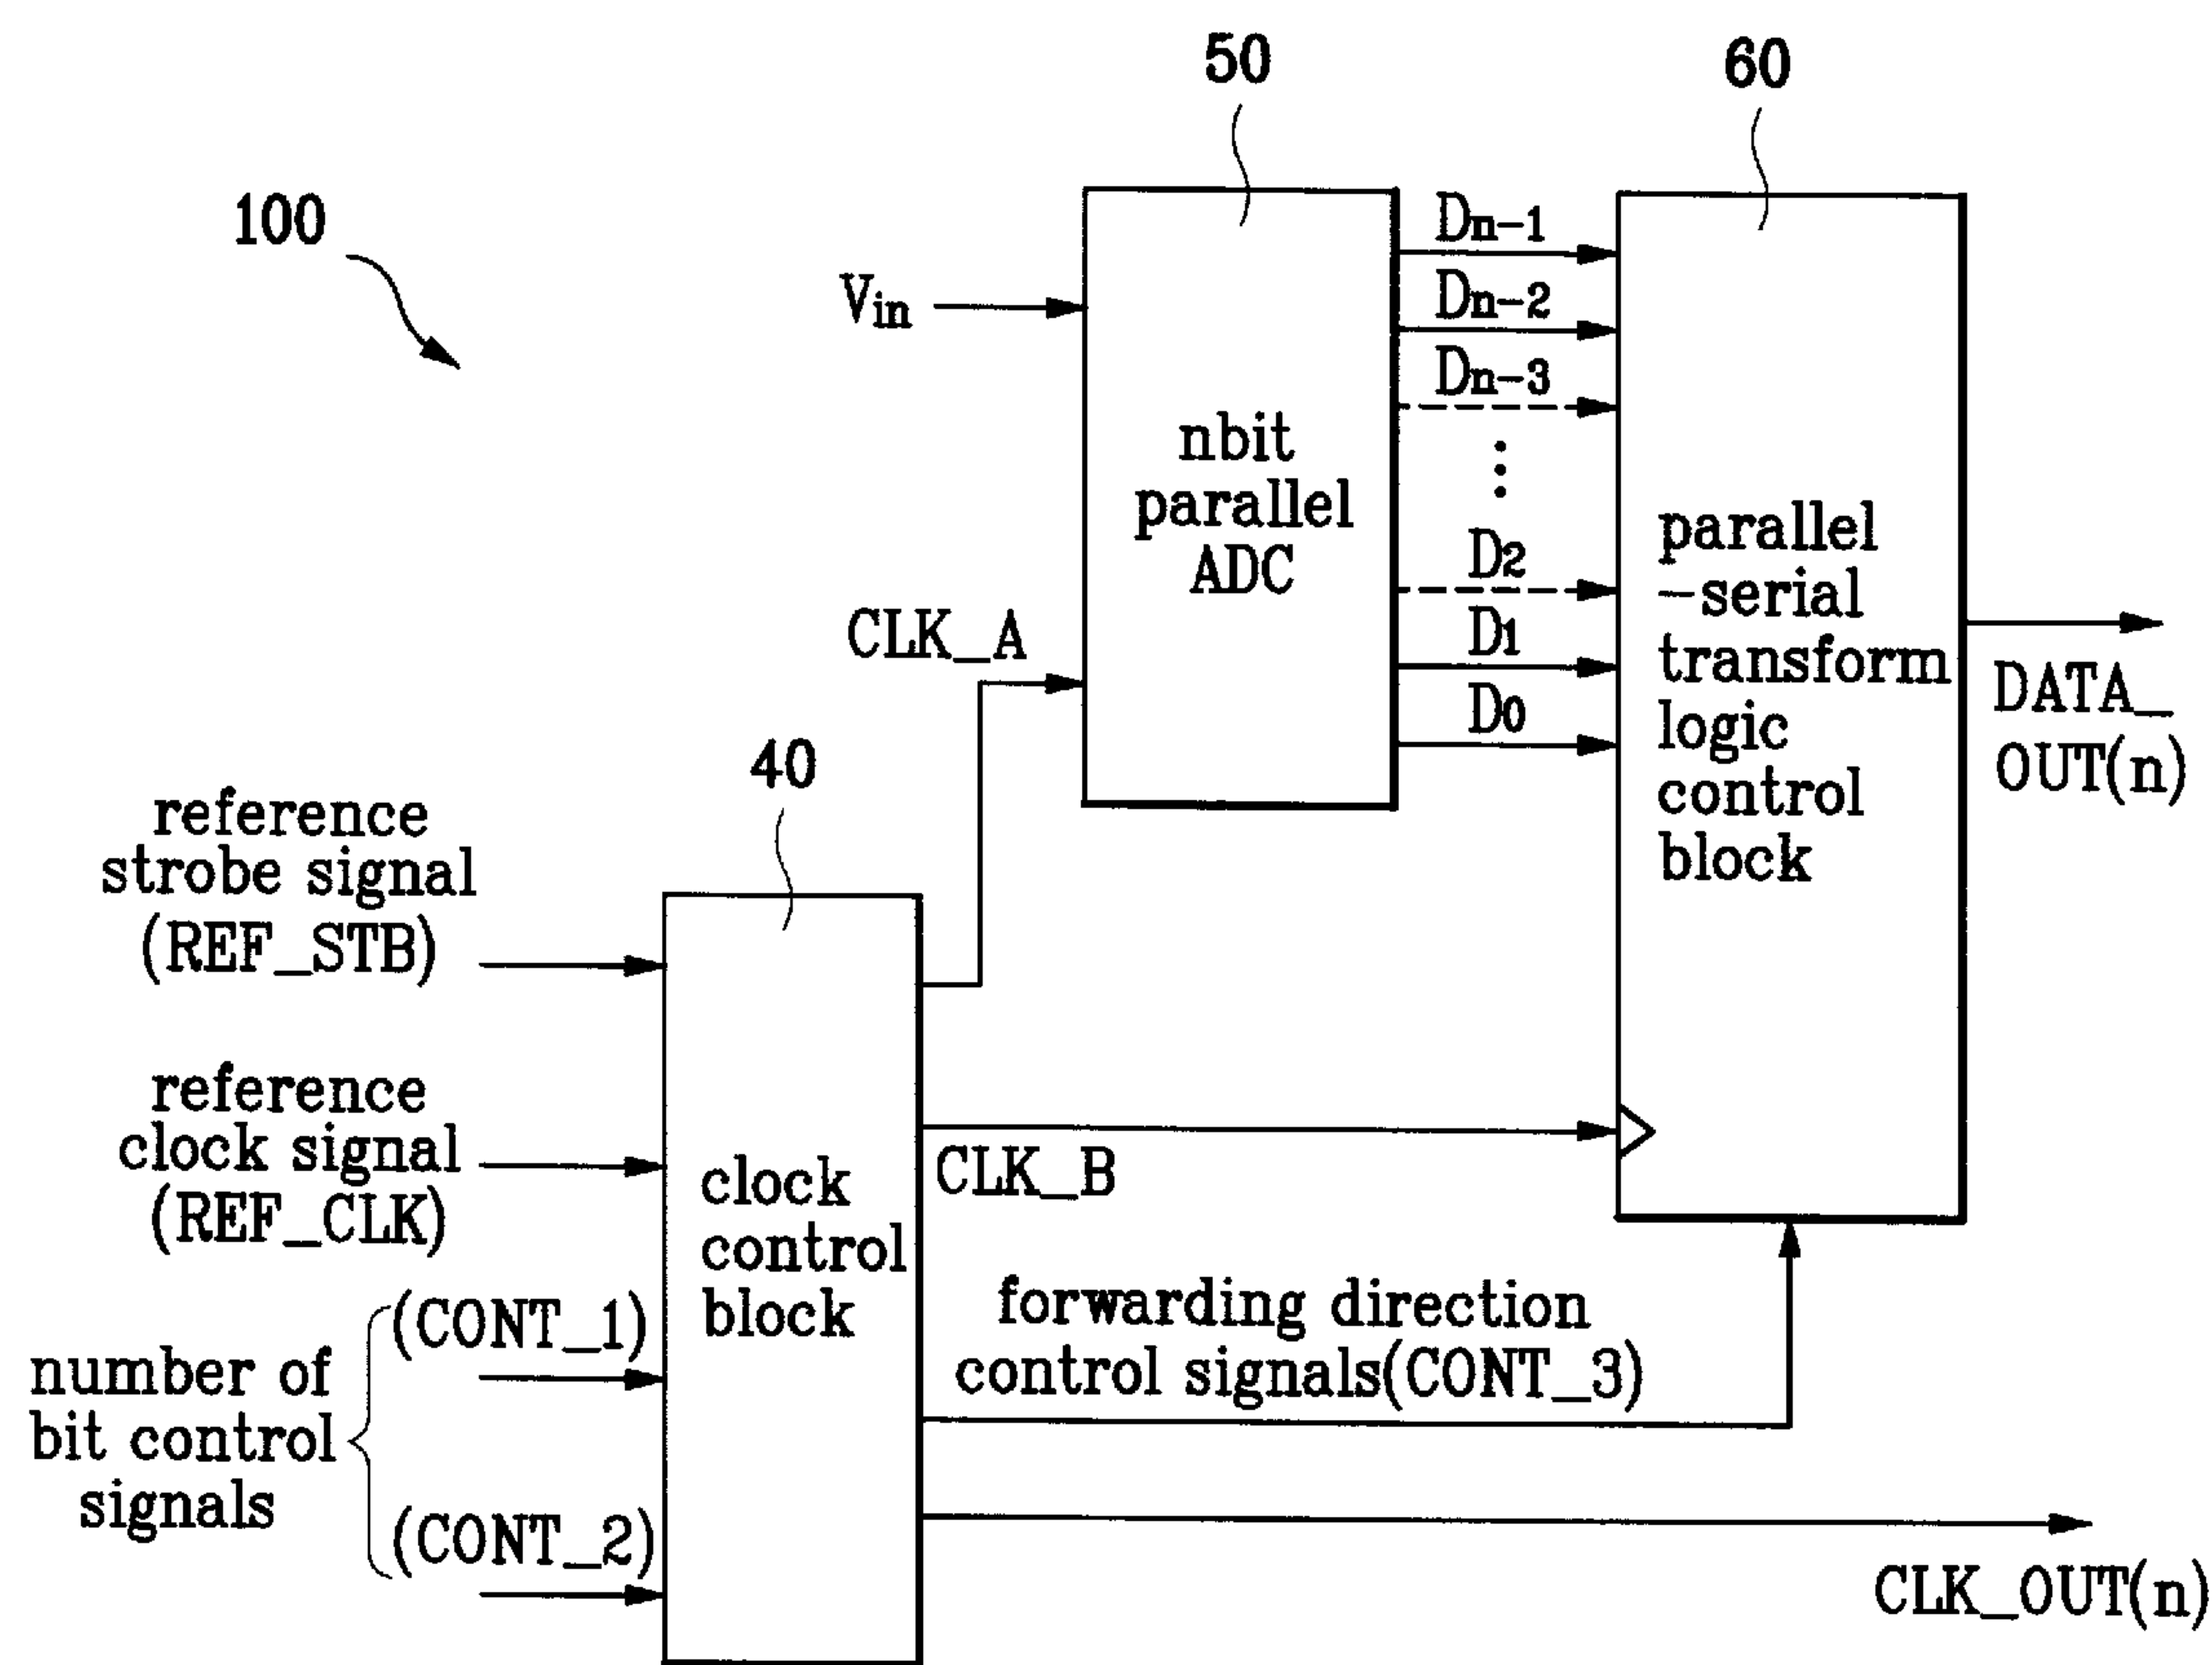 50
60
100
Vin
Dn-1
Dn-2
Dn-3
D2
D1
D0
nbit
parallel
ADC
parallel
-serial
transform
logic
control
block
DATA_
OUT(n)
CLK_A
40
reference
strobe signal
(REF_STB)
reference
clock signal
(REF_CLK)
(CONT_1)
number of
bit control
signals
(CONT_2)
clock
control
block
CLK_B
forwarding direction
control signals(CONT_3)
CLK_OUT(n)